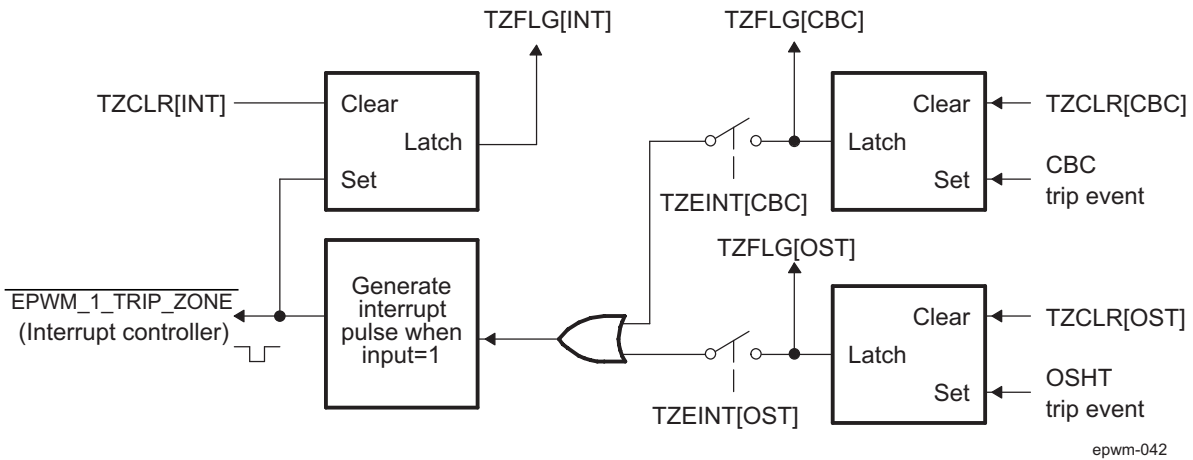 TZFLG[INT]
TZFLG[CBC]
TZCLR[INT]
Clear
Latch
Set
Clear
Latch
Set
TZCLR[CBC]
CBC
trip event
TZEINT[CBC]
TZFLG[OST]
EPWM_1_TRIP_ZONE
(Interrupt controller)
Generate
interrupt
pulse when
input=1
Clear
Latch
Set
TZCLR[OST]
OSHT
trip event
TZEINT[OST]
epwm-042